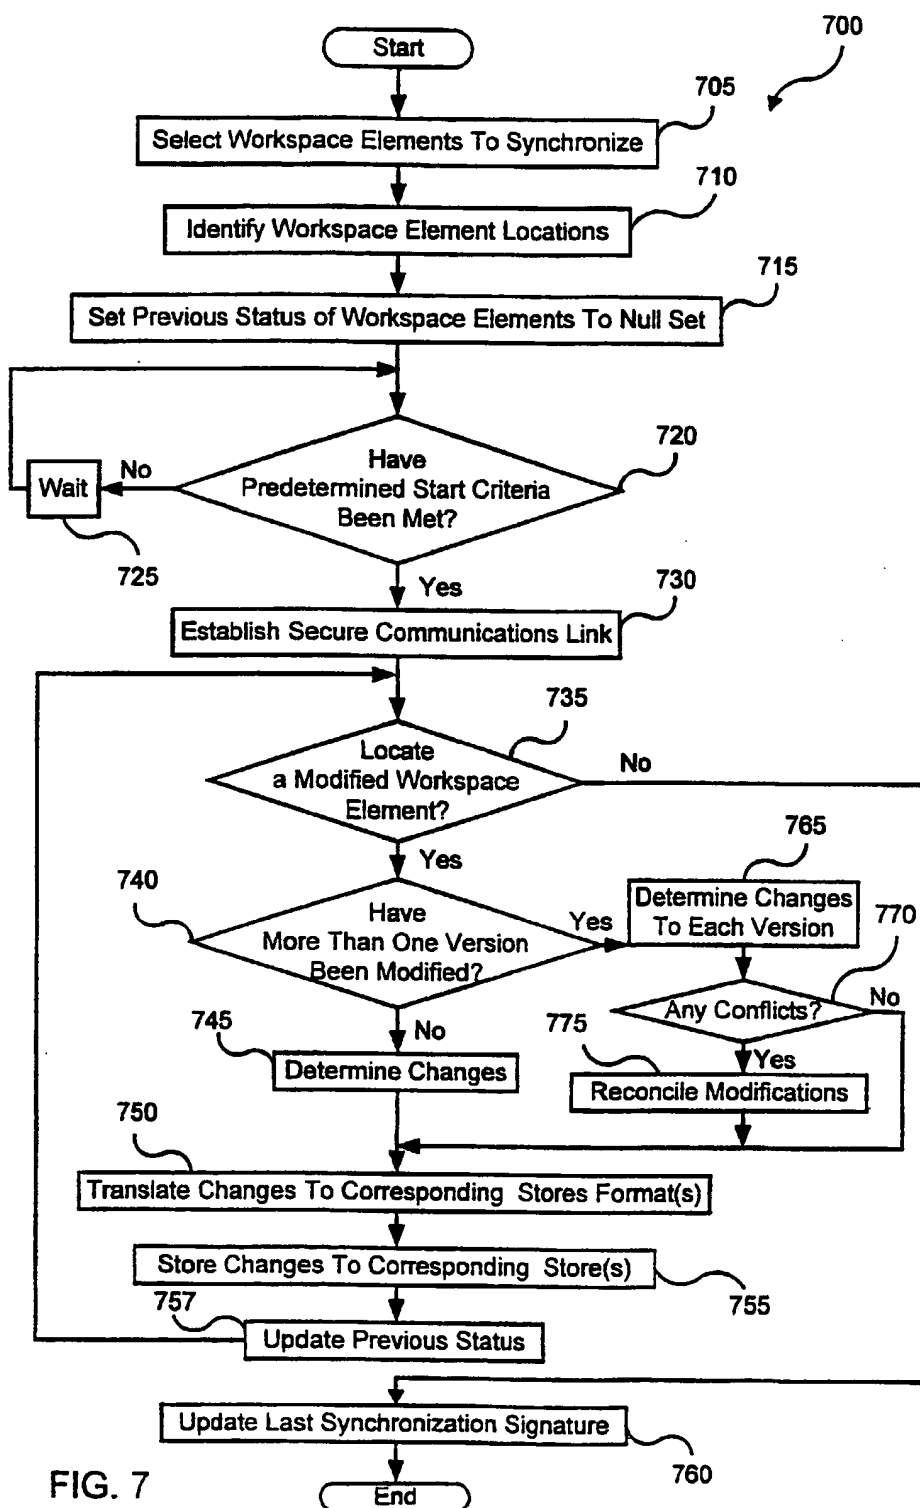 Start
700
705
Select Workspace Elements To Synchronize
710
Identify Workspace Element Locations
715
Set Previous Status of Workspace Elements To Null Set
Have
Predetermined Start Criteria
Been Met?
720
No
Wait
725
Yes
730
Establish Secure Communications Link
735
Locate
a Modified Workspace
Element?
No
Yes
740
Have
More Than One Version
Been Modified?
Yes
765
Determine Changes
To Each Version
770
Any Conflicts?
No
No
745
Determine Changes
775
Yes
Reconcile Modifications
750
Translate Changes To Corresponding Stores Format(s)
Store Changes To Corresponding Store(s)
755
757
Update Previous Status
Update Last Synchronization Signature
760
FIG. 7
End